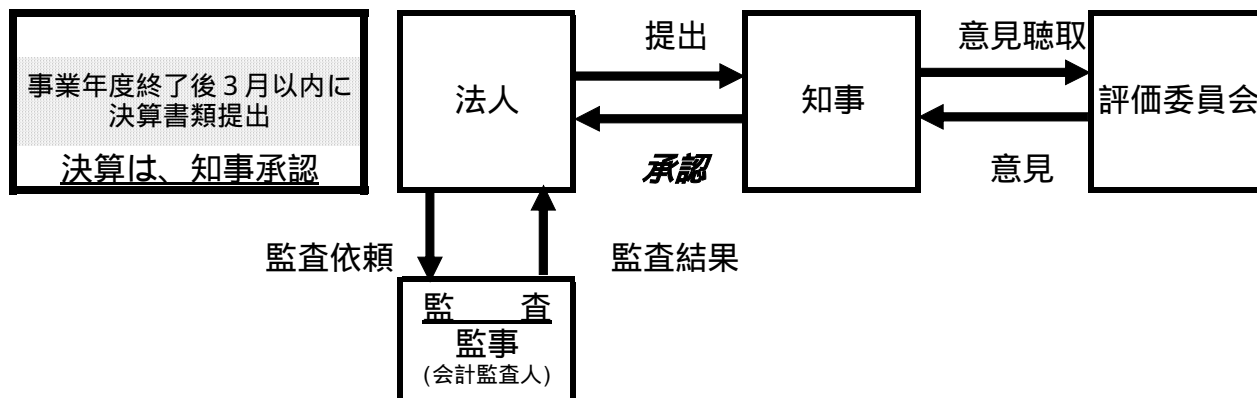 事業年度終了後３月以内に
決算書類提出
決算は、知事承認
法人
提出
承認
知事
意見聴取
意見
評価委員会
監査依頼
監査結果
監　査
監事
(会計監査人)